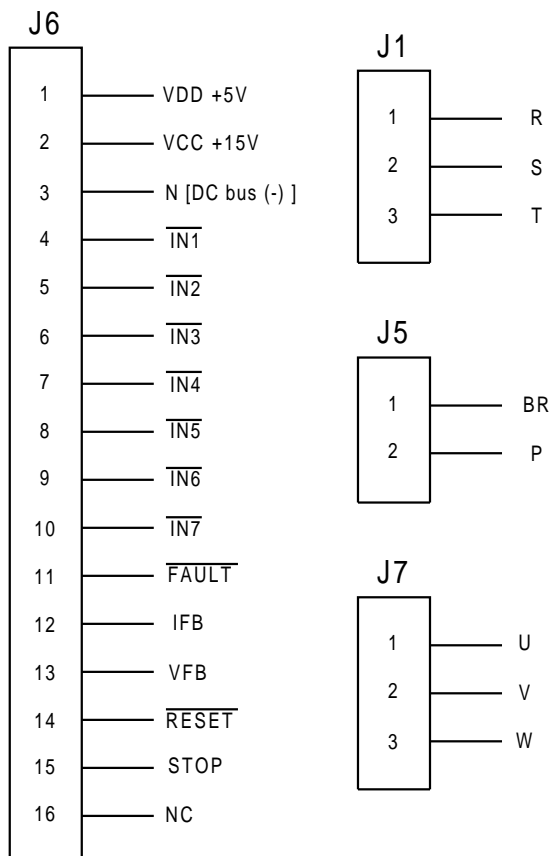 J6
1 VDD +5V
2 VCC +15V
3 N [DC bus (-) ]
4 IN1
5 IN2
6 IN3
7 IN4
8 IN5
9 IN6
10 IN7
11 FAULT
12 IFB
13 VFB
14 RESET
15 STOP
16 NC
J1
1 R
2 S
3 T
J5
1 BR
2 P
J7
1 U
2 V
3 W